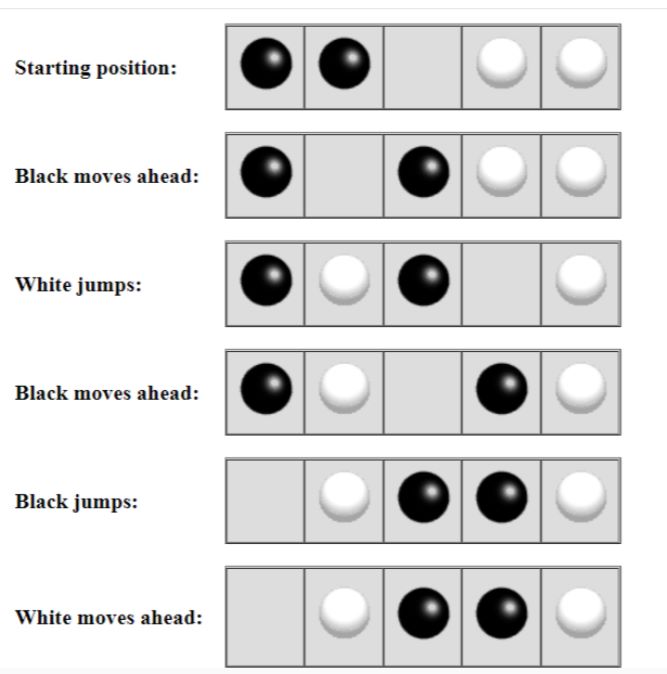 Starting position:
Black moves ahead:
White jumps:
Black moves ahead:
Black jumps:
White moves ahead: